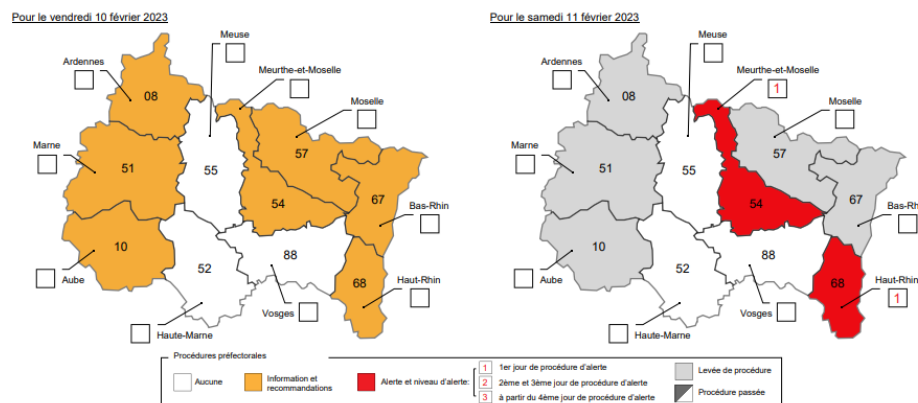 Pour le vendredi 10 février 2023
Meuse
Ardennes
Meurthe-et-Moselle
08
Moselle
Marne
57
51
55
67
54
Bas-Rhin
10
88
Aube
52
68
Haut-Rhin
Vosges
Haute-Marne
Pour le samedi 11 février 2023
Meuse
Ardennes
Meurthe-et-Moselle
1
08
Moselle
Marne
57
51
55
67
54
Bas-Rh
10
88
Aube
52
68
Haut-Rhin
1
Vosges
Haute-Marne
Procédures préfectorales
Aucune
Information et
recommandations
Alerte et niveau d'alerte:
1 1er jour de procédure d'alerte
2 2ème et 3ème jour de procédure d'alerte
3 à partir du 4ème jour de procédure d'alerte
Levée de procédure
Procédure passée